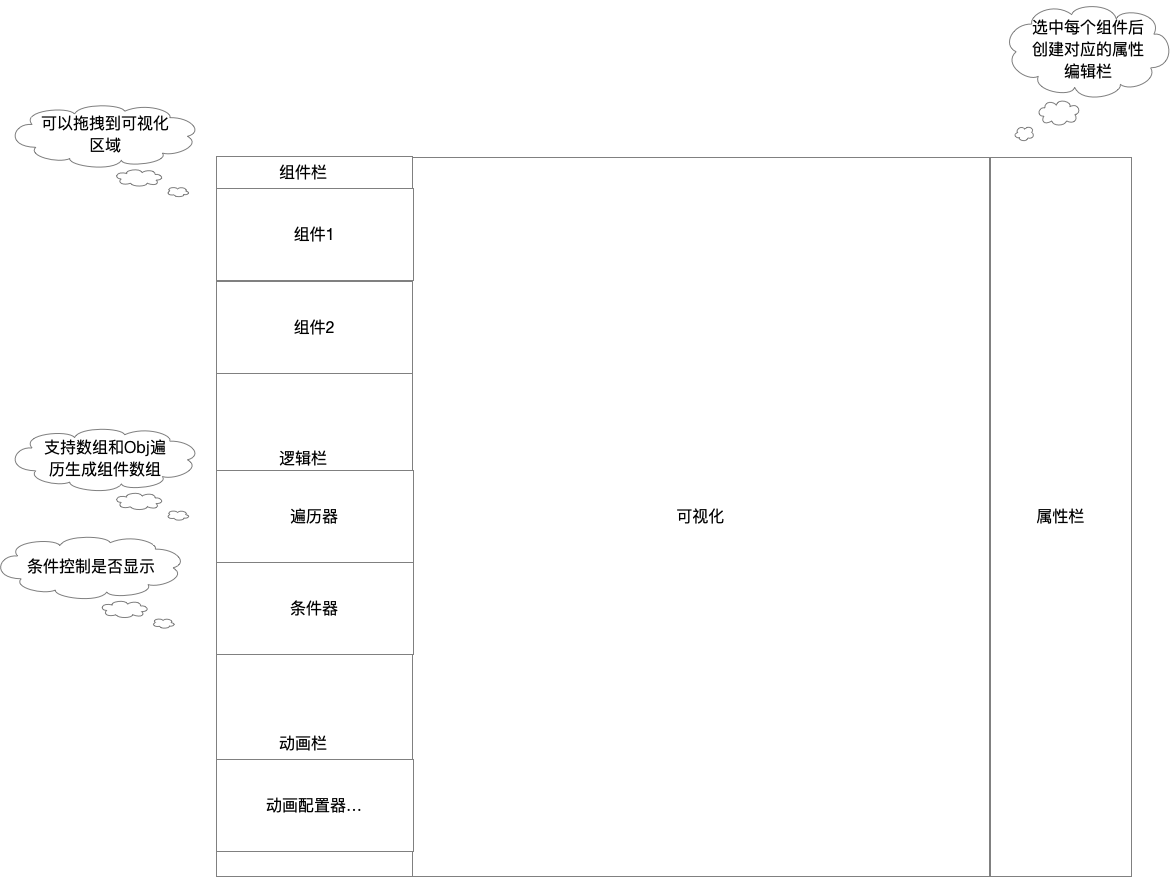 选中每个组件后
创建对应的属性
编辑栏
可以拖拽到可视化
区域
组件栏
组件1
组件2
支持数组和Obj遍
历生成组件数组
逻辑栏
遍历器
可视化
属性栏
条件控制是否显示
条件器
动画栏
动画配置器...